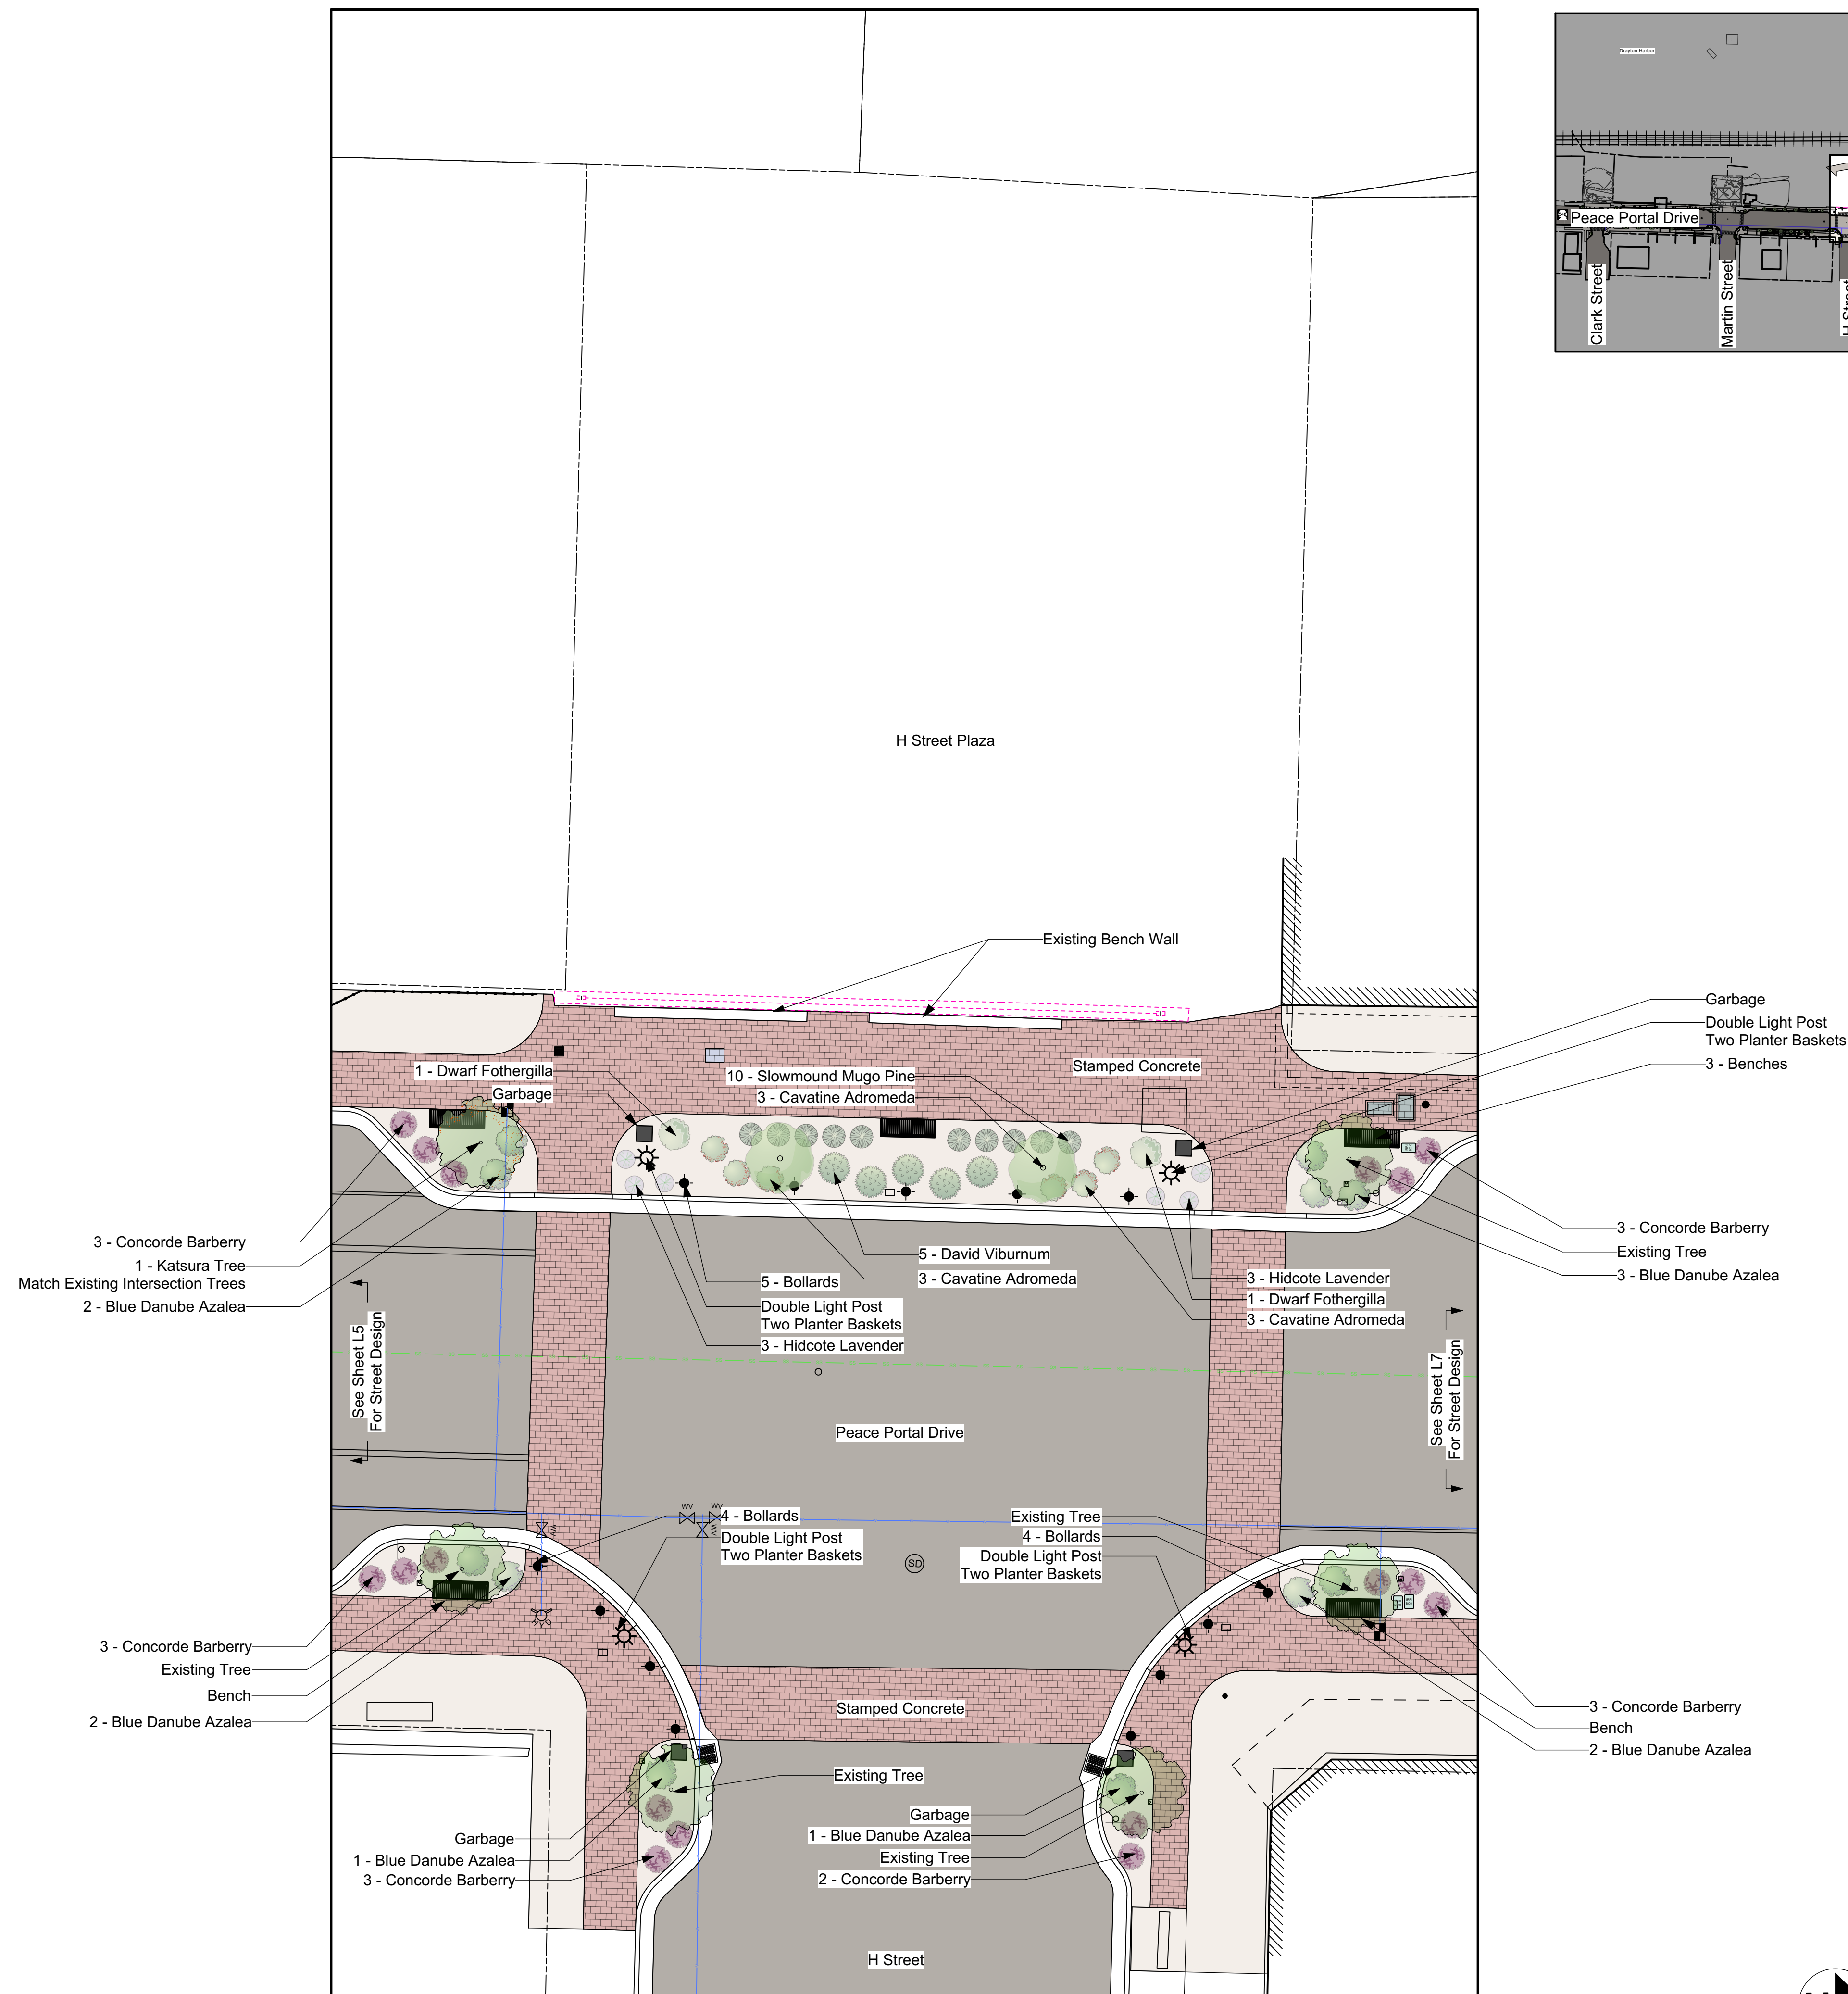 Drayton Harbor
Peace Portal Drive
Clark Street
Martin Street
H Street
H Street Plaza
Existing Bench Wall
Garbage
Double Light Post
Two Planter Baskets
3 - Benches
1 - Dwarf Fothergilla
Garbage
10 - Slowmound Mugo Pine
3 - Cavatine Adromeda
Stamped Concrete
3 - Concorde Barberry
1 - Katsura Tree
Match Existing Intersection Trees
2 - Blue Danube Azalea
5 - David Viburnum
3 - Cavatine Adromeda
5 - Bollards
Double Light Post
Two Planter Baskets
3 - Hidcote Lavender
3 - Hidcote Lavender
1 - Dwarf Fothergilla
3 - Cavatine Adromeda
3 - Concorde Barberry
Existing Tree
3 - Blue Danube Azalea
See Sheet L5
For Street Design
See Sheet L7
For Street Design
Peace Portal Drive
WV
WV
4 - Bollards
Double Light Post
Two Planter Baskets
Existing Tree
4 - Bollards
Double Light Post
Two Planter Baskets
SD
3 - Concorde Barberry
Existing Tree
Bench
2 - Blue Danube Azalea
Stamped Concrete
3 - Concorde Barberry
Bench
2 - Blue Danube Azalea
Existing Tree
Garbage
1 - Blue Danube Azalea
3 - Concorde Barberry
Garbage
1 - Blue Danube Azalea
Existing Tree
2 - Concorde Barberry
H Street